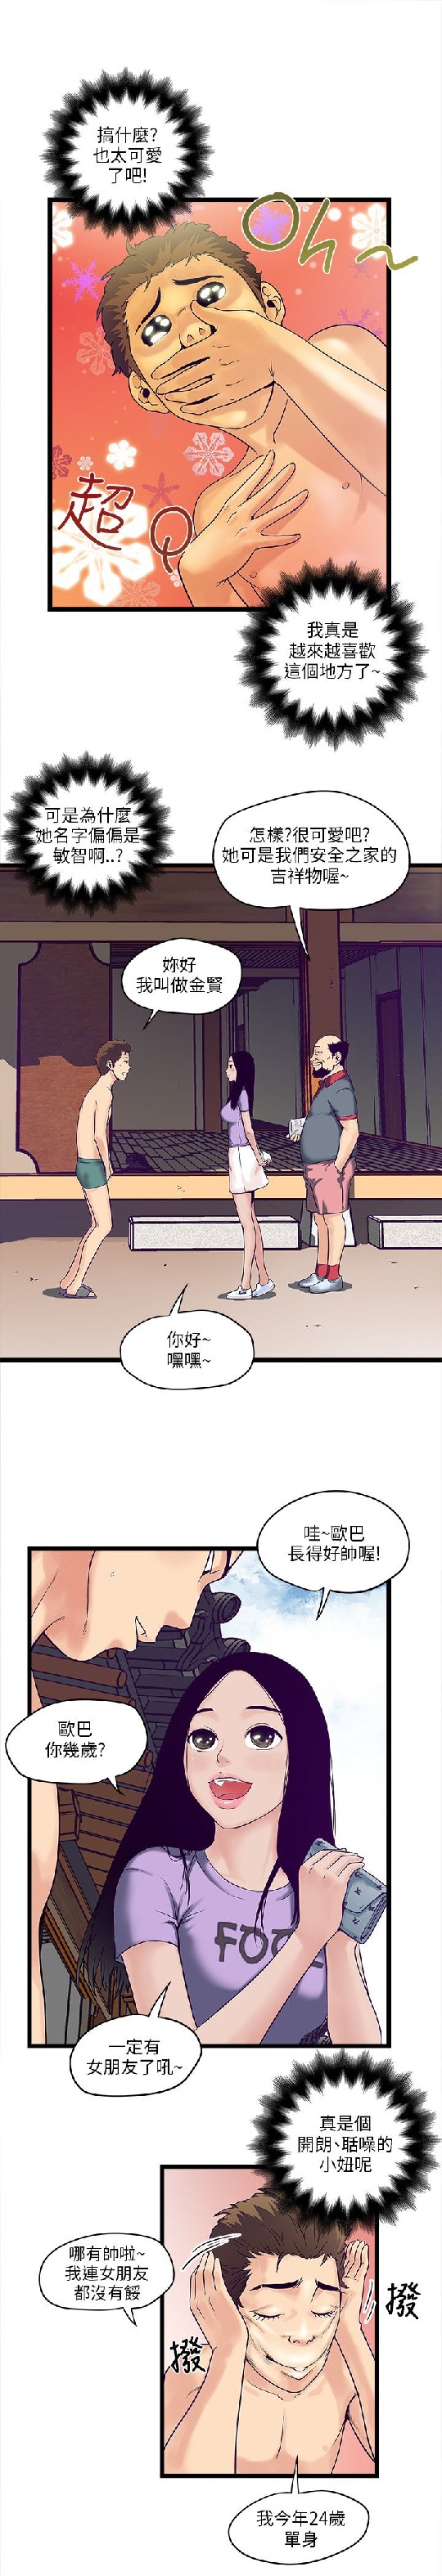 搞什麼?
也太可愛
了吧!
Oh~
超Q
我真是
越來越喜歡
這個地方了~
可是為什麼
她名字偏偏是
敏智啊..?
怎樣?很可愛吧?
她可是我們安全之家的
吉祥物喔~
妳好
我叫做金賢
你好~
嘿嘿~
哇~歐巴
長得好帥喔!
歐巴
你幾歲?
FOOL
一定有
女朋友了吼~
真是個
開朗、聒噪的
小妞呢
哪有帥啦~
我連女朋友
都沒有餒
撥
撥
我今年24歲
單身